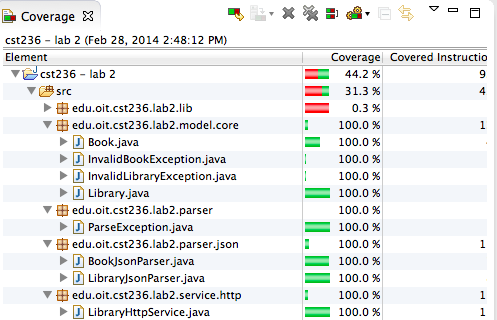 Coverage
cst236 - lab 2 (Feb 28, 2014 2:48:12 PM)
Element Coverage Covered Instruction
cst236 - lab 2 44.2 % 9
src 31.3 % 4
edu.oit.cst236.lab2.lib 0.3 %
edu.oit.cst236.lab2.model.core 100.0 % 1
Book.java 100.0 %
InvalidBookException.java 100.0 %
InvalidLibraryException.java 100.0 %
Library.java 100.0 %
edu.oit.cst236.lab2.parser 100.0 %
ParseException.java 100.0 %
edu.oit.cst236.lab2.parser.json 100.0 % 1
BookJsonParser.java 100.0 %
LibraryJsonParser.java 100.0 %
edu.oit.cst236.lab2.service.http 100.0 % 1
LibraryHttpService.java 100.0 % 1